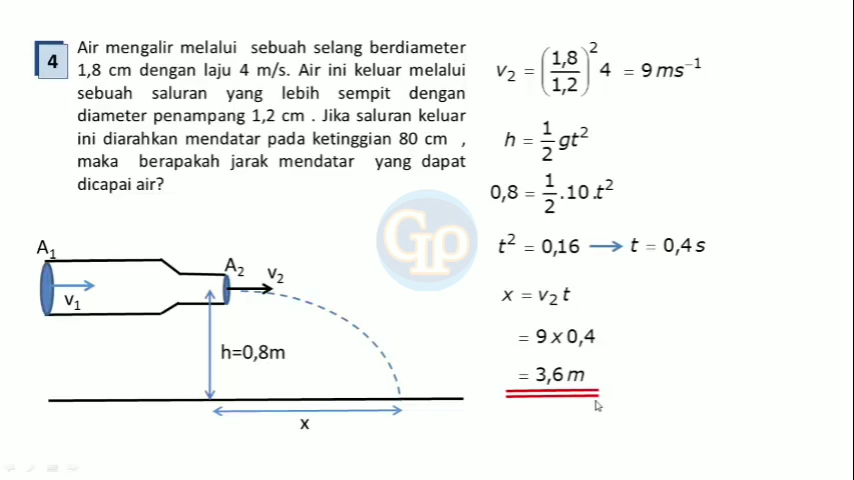 4
Air mengalir melalui sebuah selang berdiameter
1,8 cm dengan laju 4 m/s. Air ini keluar melalui
sebuah saluran yang lebih sempit dengan
diameter penampang 1,2 cm . Jika saluran keluar
ini diarahkan mendatar pada ketinggian 80 cm ,
maka berapakah jarak mendatar yang dapat
dicapai air?
v₂ = (1,8/1,2)² 4 = 9 ms⁻¹
h = 1/2 gt²
0,8 = 1/2 .10.t²
t² = 0,16 → t = 0,4 s
x = v₂ t
= 9 x 0,4
= 3,6 m
A₁
v₁
A₂
v₂
h=0,8m
x
GIP